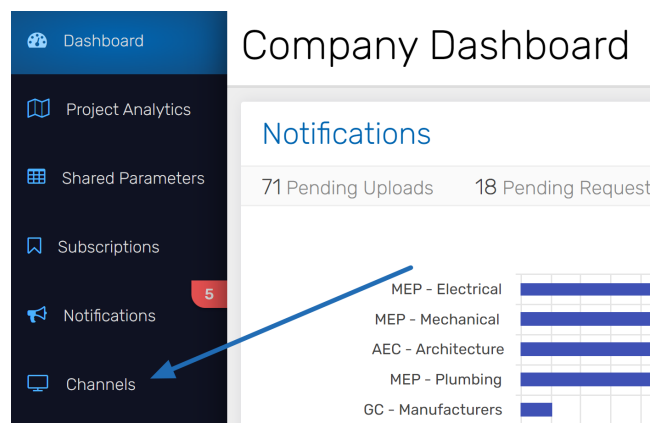 Dashboard
Project Analytics
Shared Parameters
Subscriptions
5
Notifications
Channels
Company Dashboard
Notifications
71 Pending Uploads 18 Pending Request
MEP - Electrical
MEP - Mechanical
AEC - Architecture
MEP - Plumbing
GC - Manufacturers